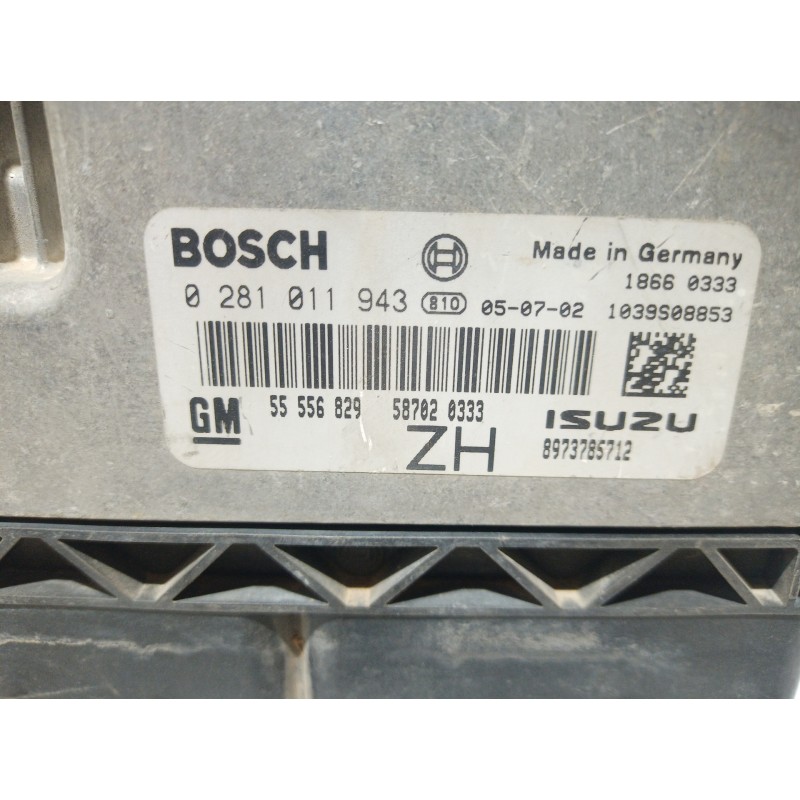 BOSCH
Made in Germany
1866 0333
0 281 011 943 810 05-07-02 1039S08853
GM 55 556 829 58702 0333 ISUZU
ZH 8973785712